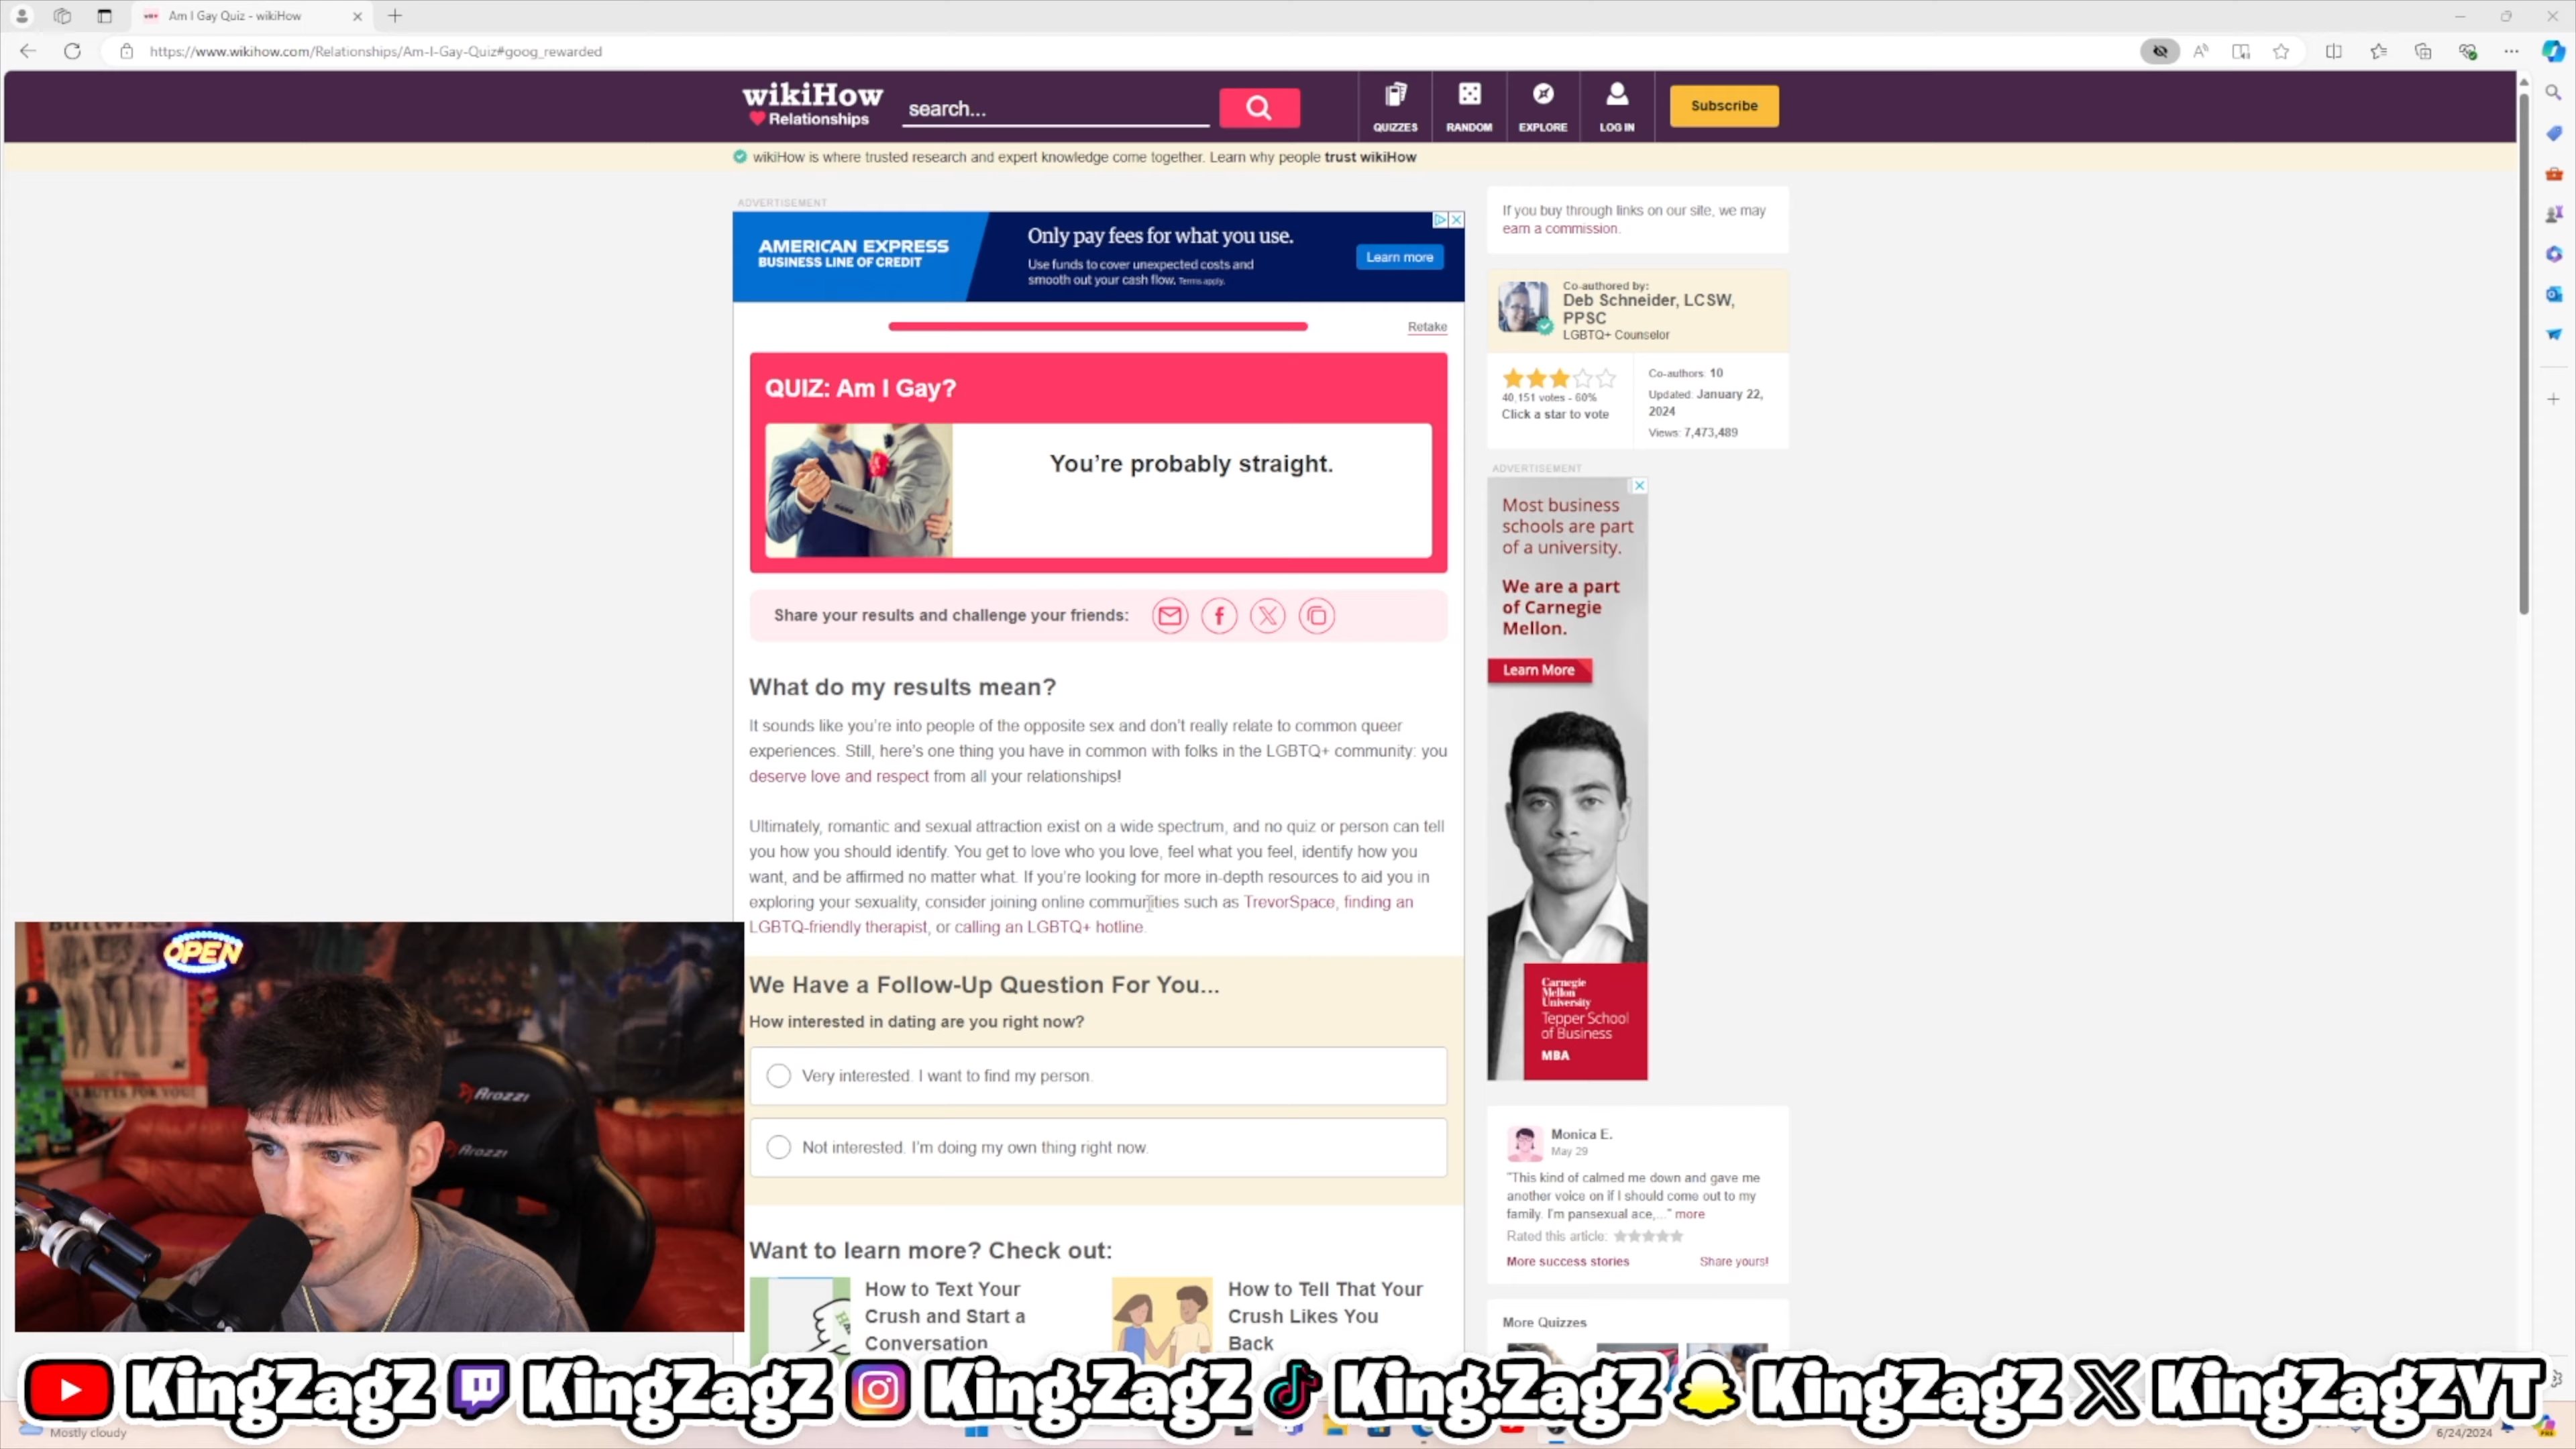 Am I Gay Quiz - wikiHow
https://www.wikihow.com/Relationships/Am-I-Gay-Quiz#goog_rewarded
wikiHow
Relationships
search...
QUIZZES
RANDOM
EXPLORE
LOG IN
Subscribe
wikiHow is where trusted research and expert knowledge come together. Learn why people trust wikiHow
ADVERTISEMENT
AMERICAN EXPRESS
BUSINESS LINE OF CREDIT
Only pay fees for what you use.
Use funds to cover unexpected costs and
smooth out your cash flow. Terms apply.
Learn more
Retake
QUIZ: Am I Gay?
You're probably straight.
Share your results and challenge your friends:
What do my results mean?
It sounds like you're into people of the opposite sex and don't really relate to common queer
experiences. Still, here's one thing you have in common with folks in the LGBTQ+ community: you
deserve love and respect from all your relationships!
Ultimately, romantic and sexual attraction exist on a wide spectrum, and no quiz or person can tell
you how you should identify. You get to love who you love, feel what you feel, identify how you
want, and be affirmed no matter what. If you're looking for more in-depth resources to aid you in
exploring your sexuality, consider joining online communities such as TrevorSpace, finding an
LGBTQ-friendly therapist, or calling an LGBTQ+ hotline.
We Have a Follow-Up Question For You...
How interested in dating are you right now?
Very interested. I want to find my person.
Not interested. I'm doing my own thing right now.
Want to learn more? Check out:
How to Text Your
Crush and Start a
Conversation
How to Tell That Your
Crush Likes You
Back
If you buy through links on our site, we may
earn a commission.
Co-authored by:
Deb Schneider, LCSW,
PPSC
LGBTQ+ Counselor
40,151 votes - 60%
Click a star to vote
Co-authors: 10
Updated: January 22,
2024
Views: 7,473,489
ADVERTISEMENT
Most business
schools are part
of a university.
We are a part
of Carnegie
Mellon.
Learn More
Carnegie
Mellon
University
Tepper School
of Business
MBA
Monica E.
May 29
"This kind of calmed me down and gave me
another voice on if I should come out to my
family. I'm pansexual ace,..." more
Rated this article:
More success stories
Share yours!
More Quizzes
OPEN
Arozzi
Arozzi
KingZagZ
KingZagZ
King.ZagZ
King.ZagZ
KingZagZ
KingZagZYT
Mostly cloudy
6/24/2024